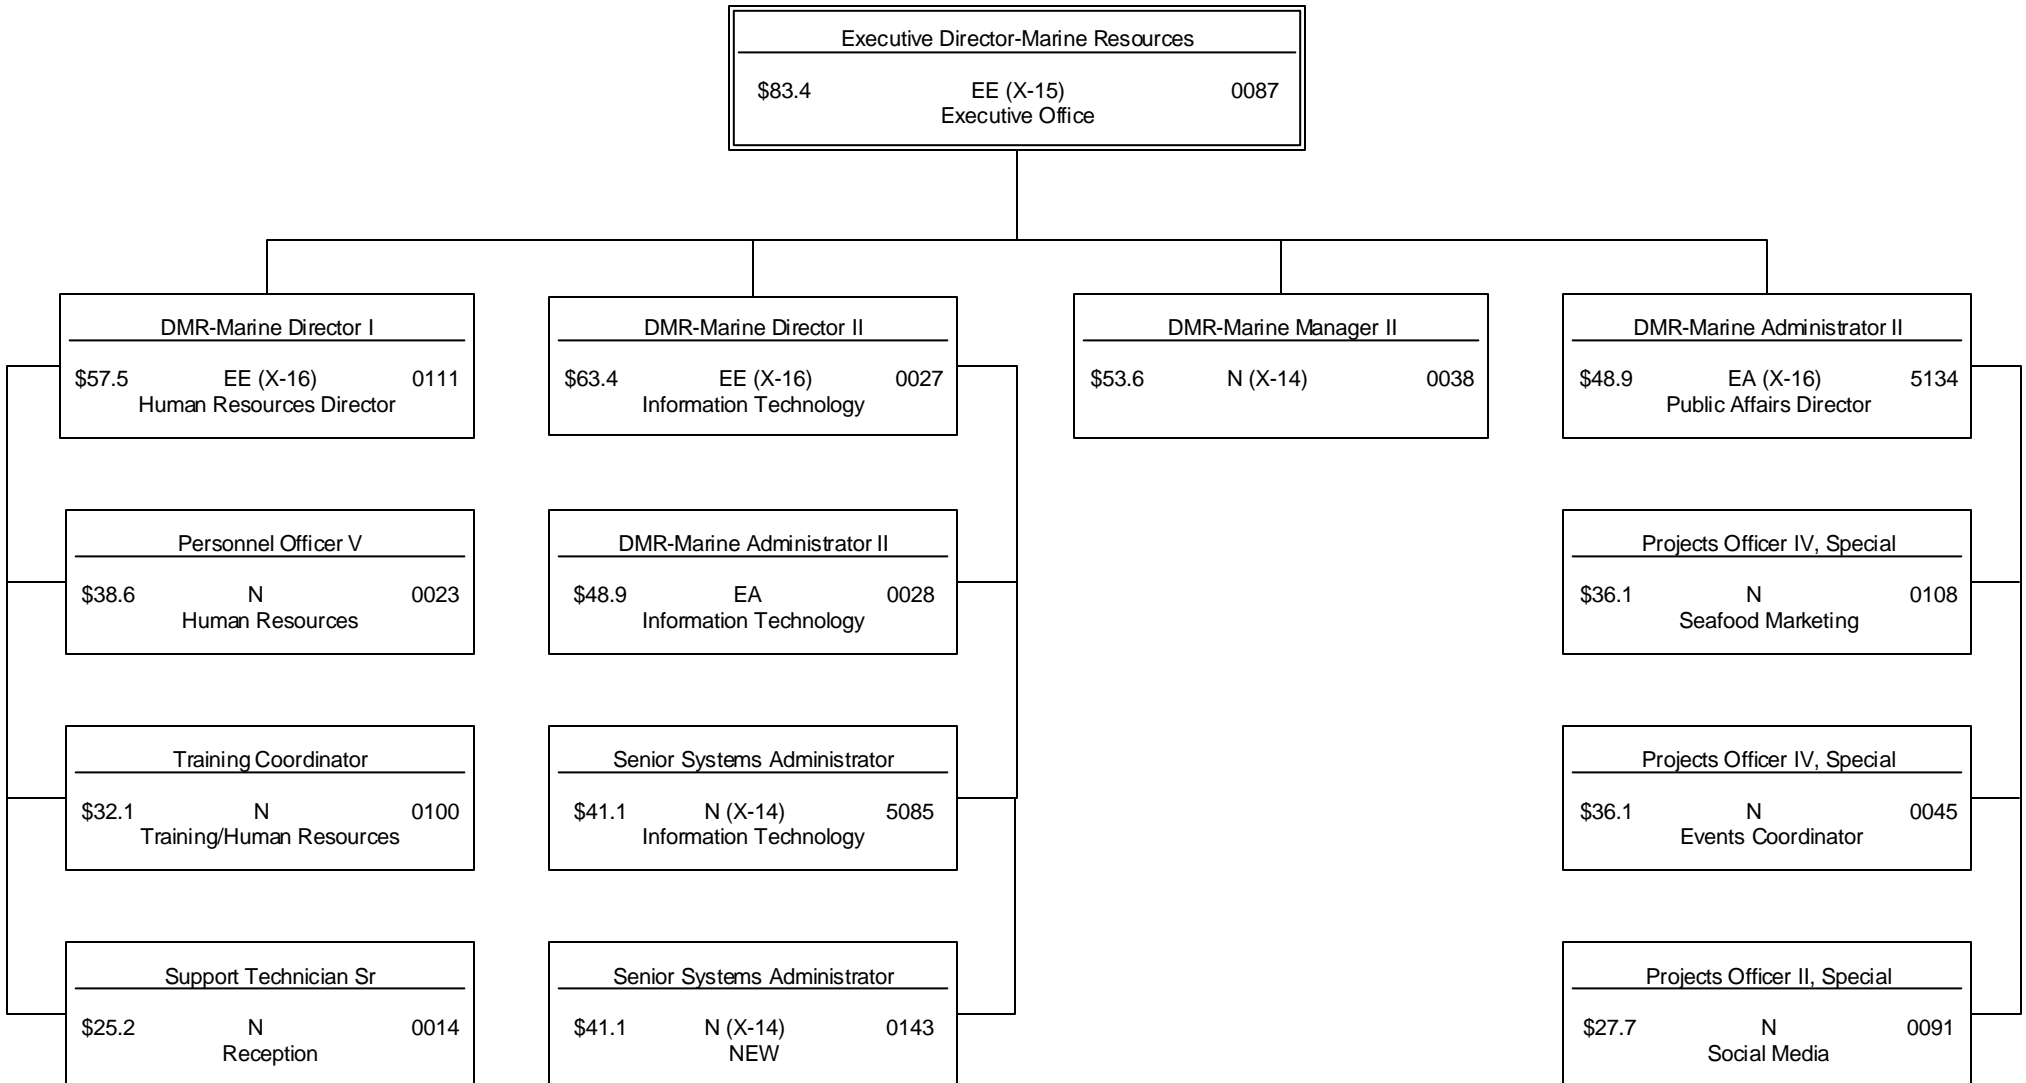 Executive Director-Marine Resources
$83.4 EE (X-15) 0087
Executive Office
DMR-Marine Director I
$57.5 EE (X-16) 0111
Human Resources Director
DMR-Marine Director II
$63.4 EE (X-16) 0027
Information Technology
DMR-Marine Manager II
$53.6 N (X-14) 0038
DMR-Marine Administrator II
$48.9 EA (X-16) 5134
Public Affairs Director
Personnel Officer V
$38.6 N 0023
Human Resources
DMR-Marine Administrator II
$48.9 EA 0028
Information Technology
Projects Officer IV, Special
$36.1 N 0108
Seafood Marketing
Training Coordinator
$32.1 N 0100
Training/Human Resources
Senior Systems Administrator
$41.1 N (X-14) 5085
Information Technology
Projects Officer IV, Special
$36.1 N 0045
Events Coordinator
Support Technician Sr
$25.2 N 0014
Reception
Senior Systems Administrator
$41.1 N (X-14) 0143
NEW
Projects Officer II, Special
$27.7 N 0091
Social Media